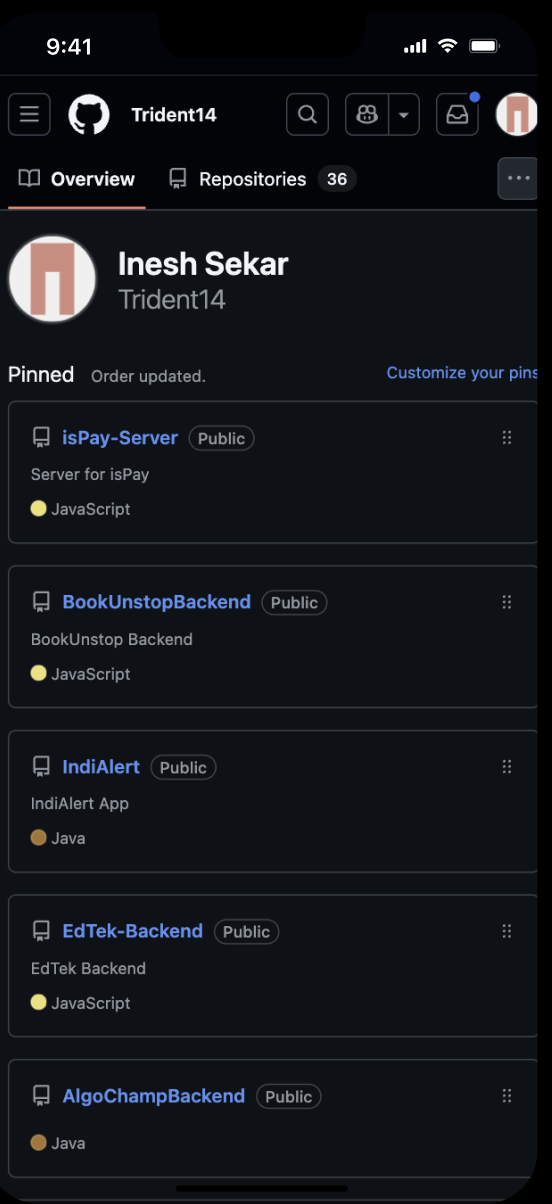 9:41
Trident14
Overview Repositories 36
Inesh Sekar
Trident14
Pinned Order updated. Customize your pins
isPay-Server Public
Server for isPay
JavaScript
BookUnstopBackend Public
BookUnstop Backend
JavaScript
IndiAlert Public
IndiAlert App
Java
EdTek-Backend Public
EdTek Backend
JavaScript
AlgoChampBackend Public
Java